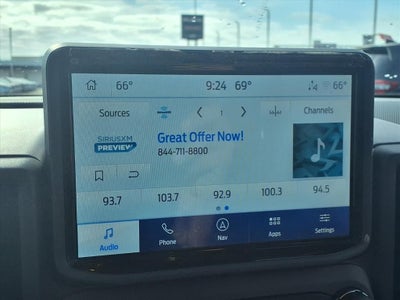 66° 9:24 69° 66°
Sources 1 Channels
SIRIUSXM
PREVIEW
Great Offer Now!
844-711-8800
93.7 103.7 92.9 100.3 94.5
Audio Phone Nav Apps Settings